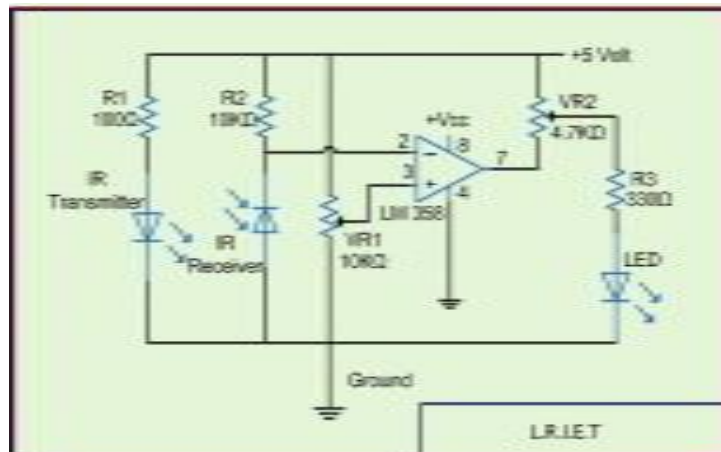 +5 Volt
R1
100Ω
R2
10KΩ
VR2
4.7KΩ
+Vcc
2
8
7
3
4
LM 358
R3
330Ω
IR
Transmitter
IR
Receiver
VR1
10KΩ
LED
Ground
L.R.I.E.T